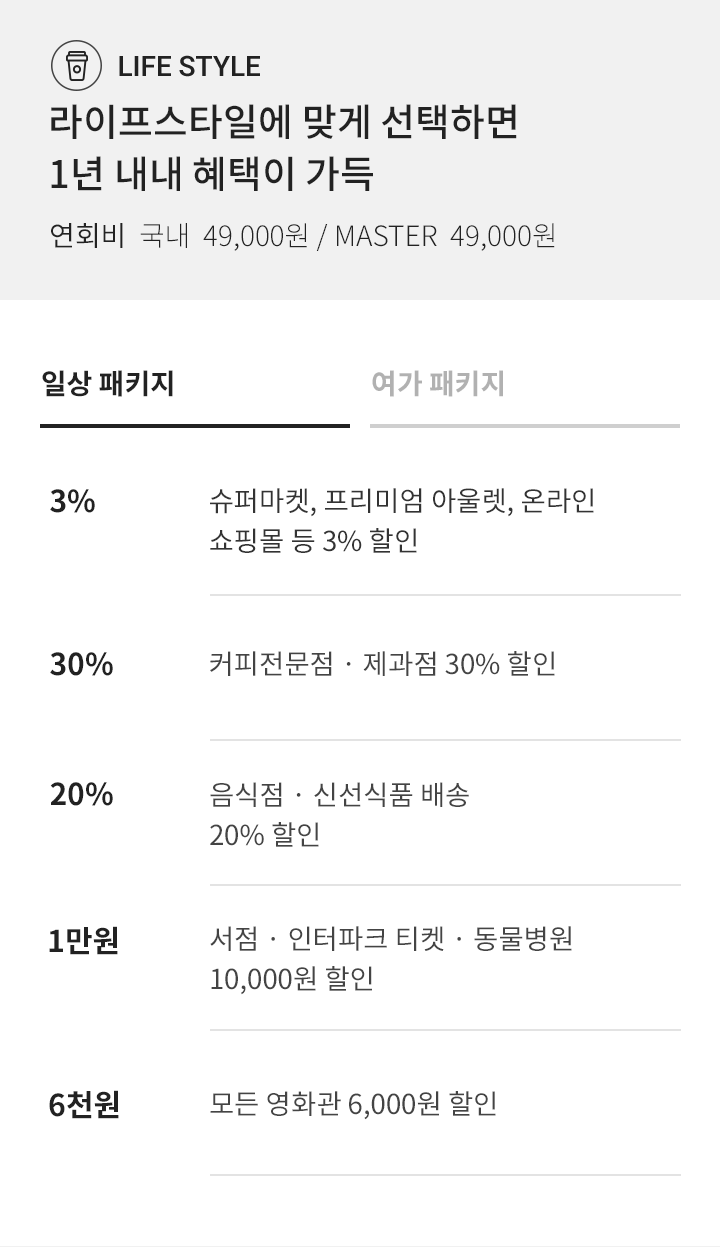 LIFE STYLE
라이프스타일에 맞게 선택하면
1년 내내 혜택이 가득
연회비 국내 49,000원 / MASTER 49,000원
일상 패키지
여가 패키지
3%
슈퍼마켓, 프리미엄 아울렛, 온라인
쇼핑몰 등 3% 할인
30%
커피전문점 · 제과점 30% 할인
20%
음식점 · 신선식품 배송
20% 할인
1만원
서점 · 인터파크 티켓 · 동물병원
10,000원 할인
6천원
모든 영화관 6,000원 할인